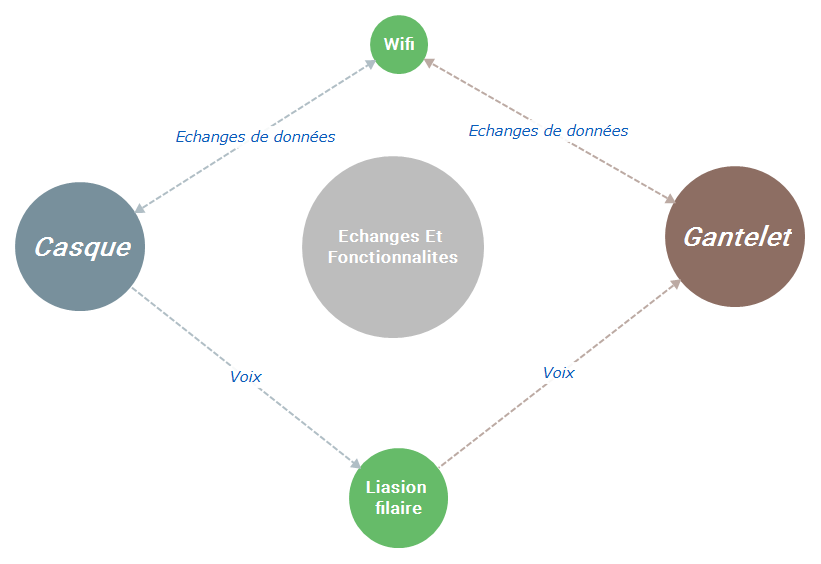 Wifi
Echanges de données
Echanges de données
Casque
Echanges Et
Fonctionnalites
Gantelet
Voix
Voix
Liasion
filaire